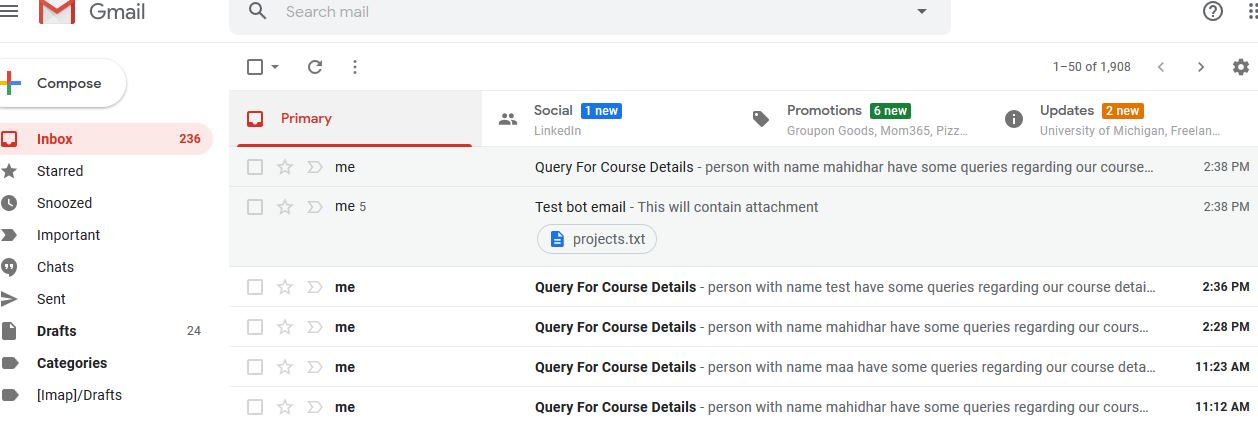 Gmail
Search mail
Compose
1–50 of 1,908
Primary
Social 1 new
LinkedIn
Promotions 6 new
Groupon Goods, Mom365, Pizz...
Updates 2 new
University of Michigan, Freelan...
Inbox 236
Starred
Snoozed
Important
Chats
Sent
Drafts 24
Categories
[Imap]/Drafts
me Query For Course Details - person with name mahidhar have some queries regarding our course... 2:38 PM
me 5 Test bot email - This will contain attachment 2:38 PM
projects.txt
me Query For Course Details - person with name test have some queries regarding our course detai... 2:36 PM
me Query For Course Details - person with name mahidhar have some queries regarding our cours... 2:28 PM
me Query For Course Details - person with name maa have some queries regarding our course deta... 11:23 AM
me Query For Course Details - person with name mahidhar have some queries regarding our cours... 11:12 AM